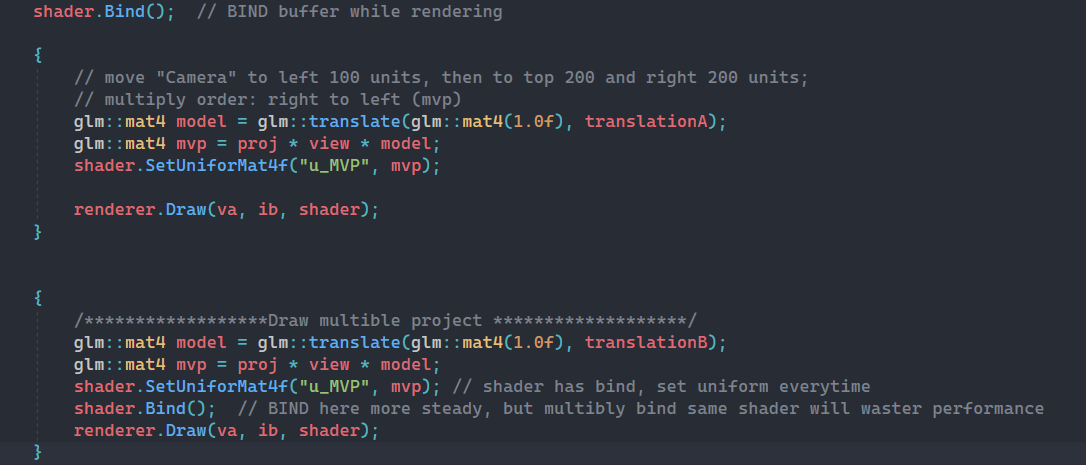 shader.Bind();  // BIND buffer while rendering
{
// move "Camera" to left 100 units, then to top 200 and right 200 units;
// multiply order: right to left (mvp)
glm::mat4 model = glm::translate(glm::mat4(1.0f), translationA);
glm::mat4 mvp = proj * view * model;
shader.SetUniforMat4f("u_MVP", mvp);
renderer.Draw(va, ib, shader);
}
{
/******************Draw multible project *******************/
glm::mat4 model = glm::translate(glm::mat4(1.0f), translationB);
glm::mat4 mvp = proj * view * model;
shader.SetUniforMat4f("u_MVP", mvp); // shader has bind, set uniform everytime
shader.Bind();  // BIND here more steady, but multibly bind same shader will waster performance
renderer.Draw(va, ib, shader);
}